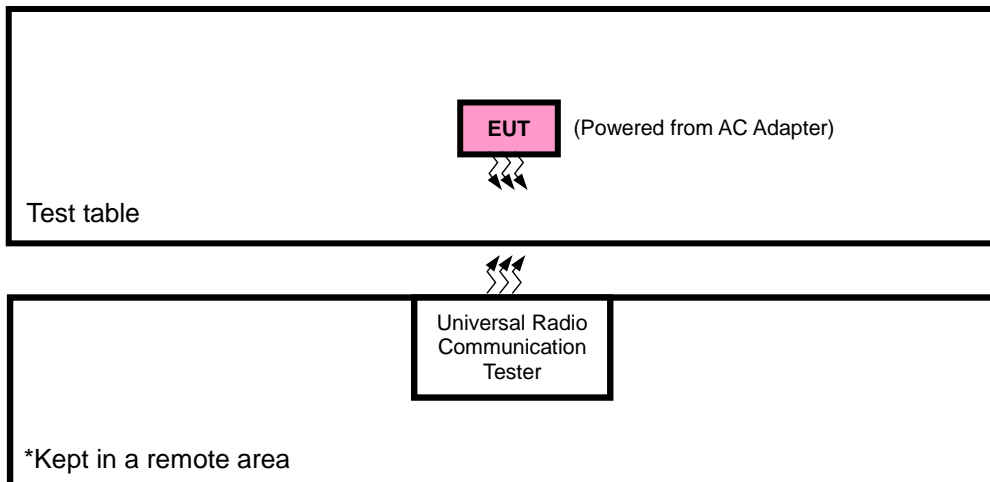 EUT
(Powered from AC Adapter)
Test table
Universal Radio
Communication
Tester
*Kept in a remote area